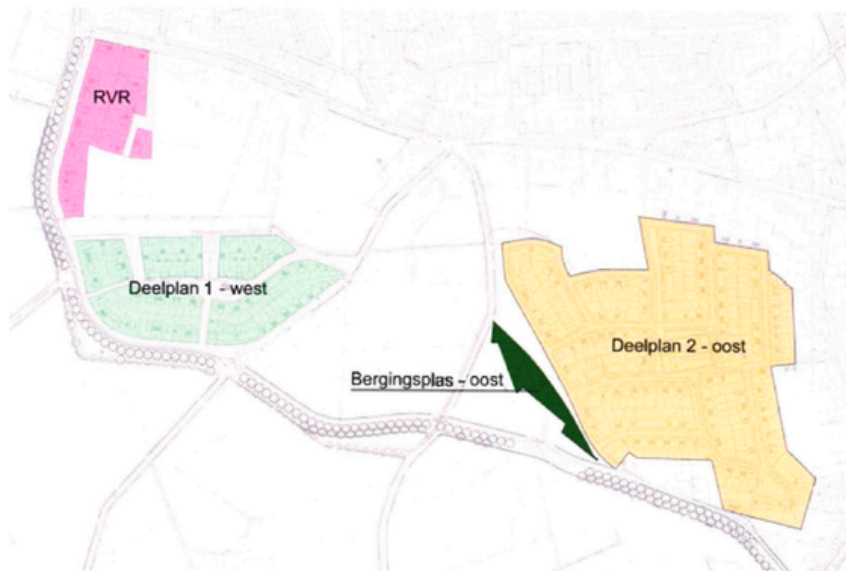 RVR
Deelplan 1 - west
Deelplan 2 - oost
Bergingsplas - oost